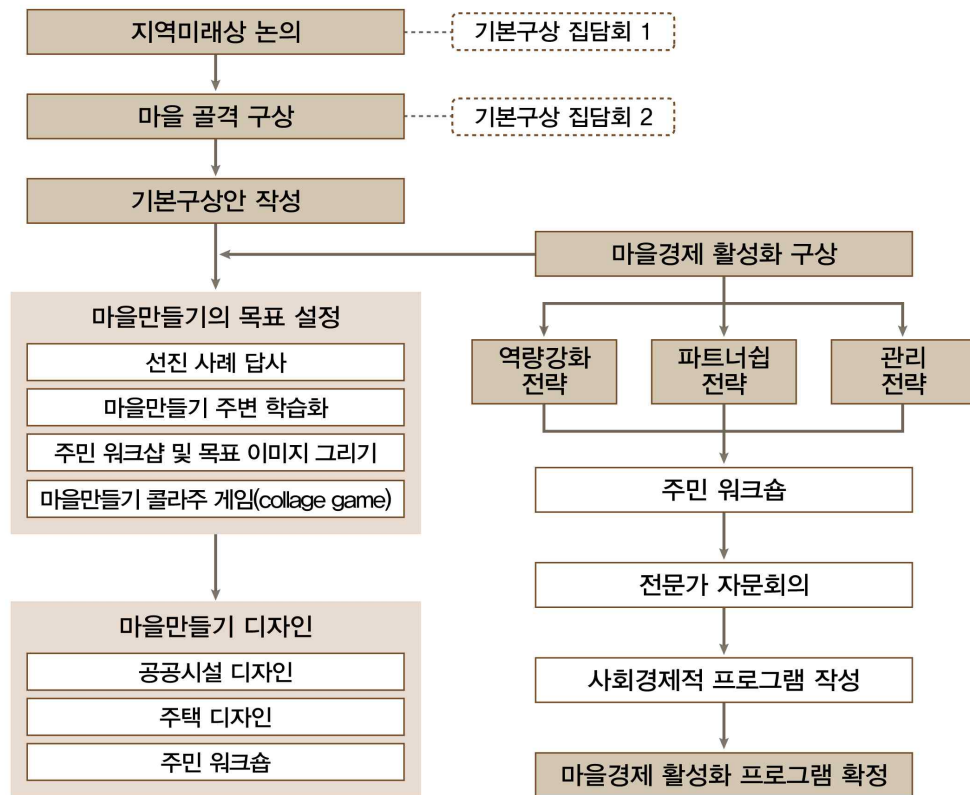 지역미래상 논의
기본구상 집담회 1
마을 골격 구상
기본구상 집담회 2
기본구상안 작성
마을경제 활성화 구상
마을만들기의 목표 설정
선진 사례 답사
마을만들기 주변 학습화
주민 워크샵 및 목표 이미지 그리기
마을만들기 콜라주 게임(collage game)
역량강화
전략
파트너쉽
전략
관리
전략
주민 워크숍
전문가 자문회의
사회경제적 프로그램 작성
마을경제 활성화 프로그램 확정
마을만들기 디자인
공공시설 디자인
주택 디자인
주민 워크숍